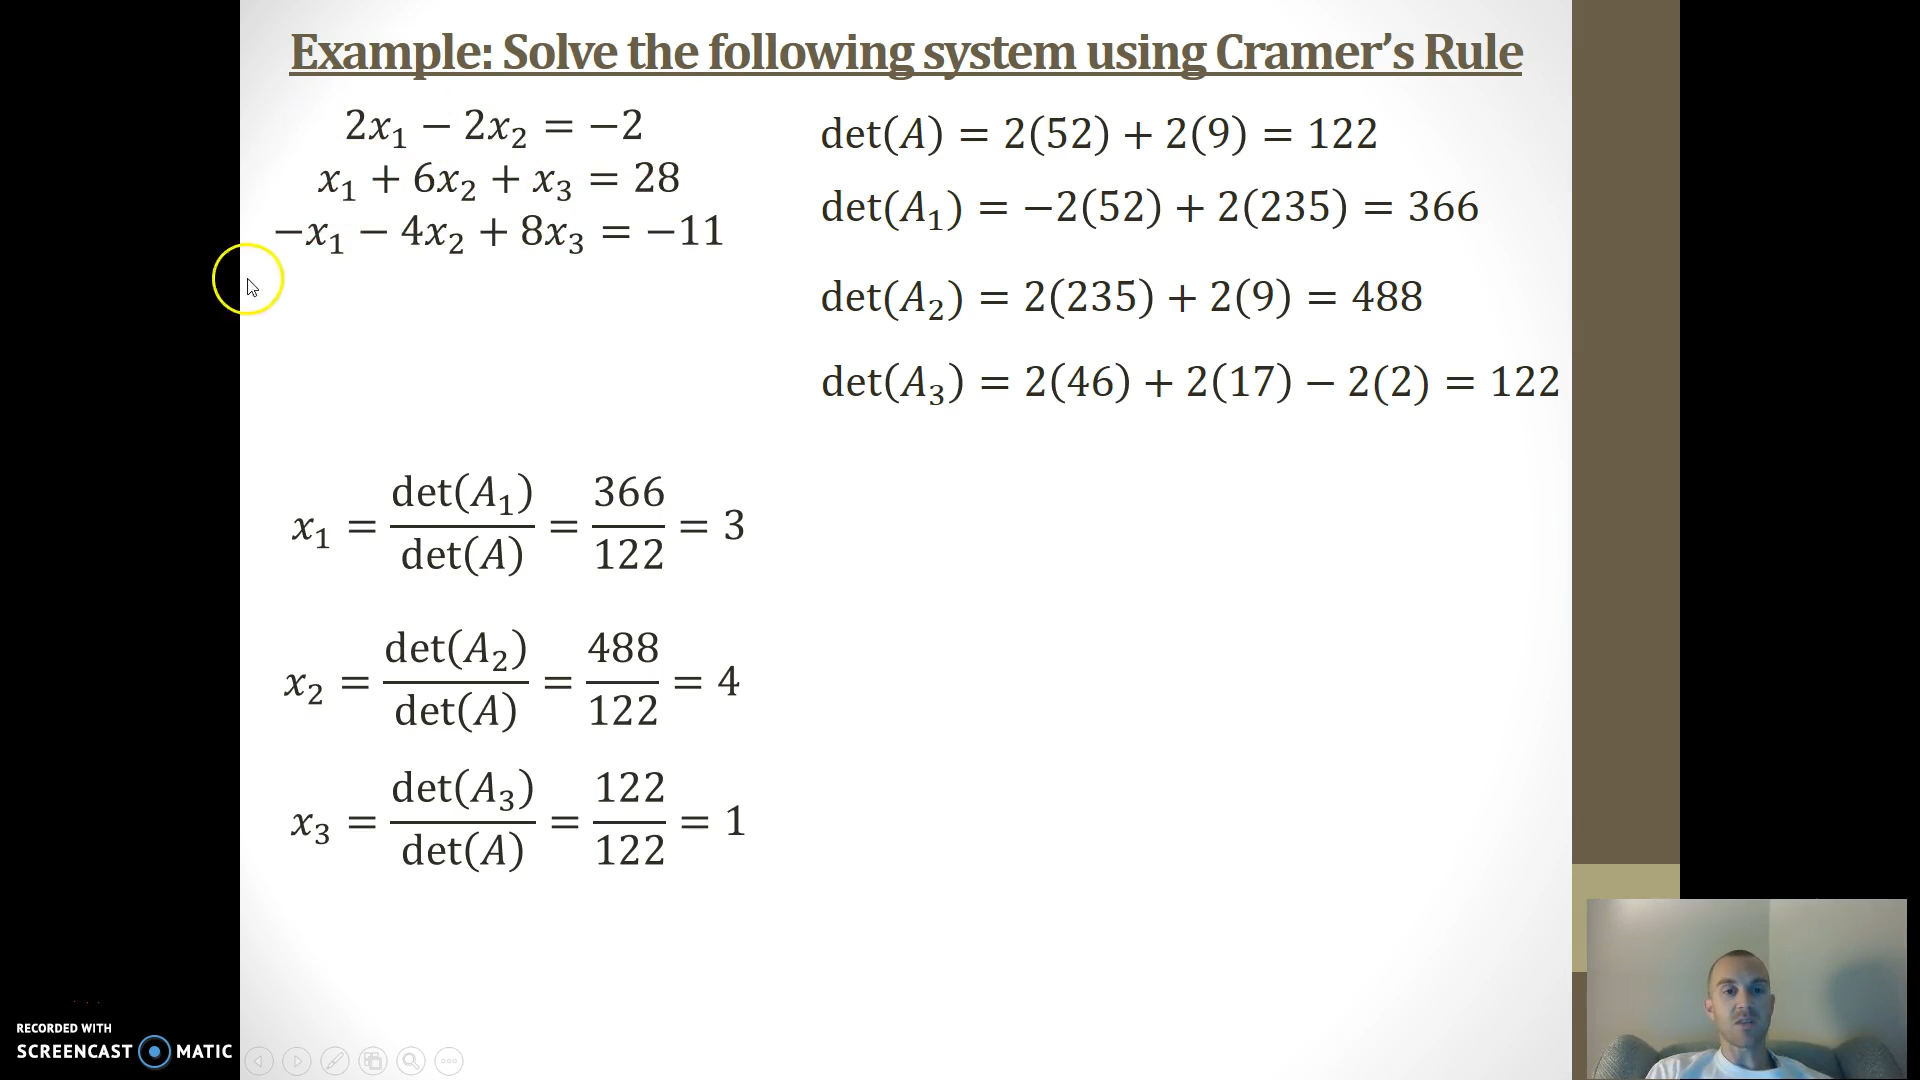 Example: Solve the following system using Cramer’s Rule
2x₁ − 2x₂ = −2
x₁ + 6x₂ + x₃ = 28
−x₁ − 4x₂ + 8x₃ = −11
det(A) = 2(52) + 2(9) = 122
det(A₁) = −2(52) + 2(235) = 366
det(A₂) = 2(235) + 2(9) = 488
det(A₃) = 2(46) + 2(17) − 2(2) = 122
x₁ = det(A₁)/det(A) = 366/122 = 3
x₂ = det(A₂)/det(A) = 488/122 = 4
x₃ = det(A₃)/det(A) = 122/122 = 1
RECORDED WITH
SCREENCAST MATIC